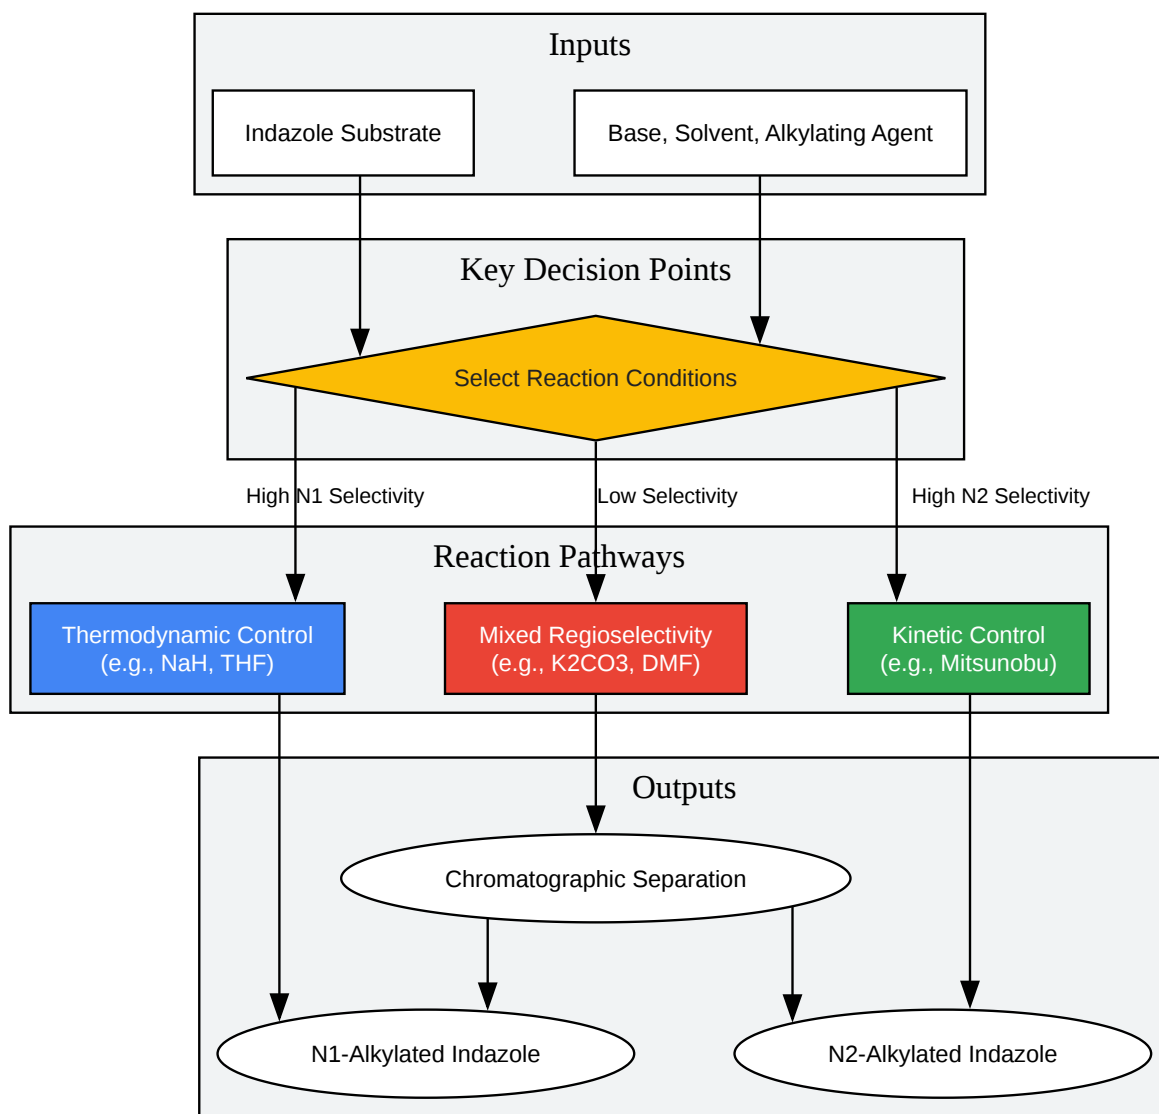 Inputs
Indazole Substrate
Base, Solvent, Alkylating Agent
Key Decision Points
Select Reaction Conditions
High N1 Selectivity
Low Selectivity
High N2 Selectivity
Reaction Pathways
Thermodynamic Control
(e.g., NaH, THF)
Mixed Regioselectivity
(e.g., K2CO3, DMF)
Kinetic Control
(e.g., Mitsunobu)
Outputs
Chromatographic Separation
N1-Alkylated Indazole
N2-Alkylated Indazole